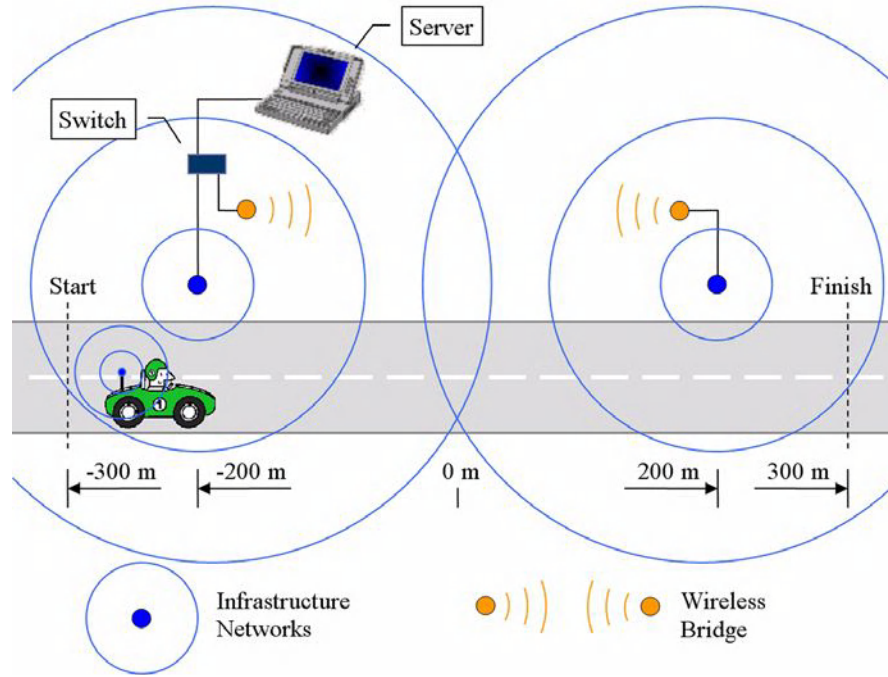 Server
Switch
Start
Finish
1
-300 m
-200 m
0 m
200 m
300 m
Infrastructure
Networks
Wireless
Bridge